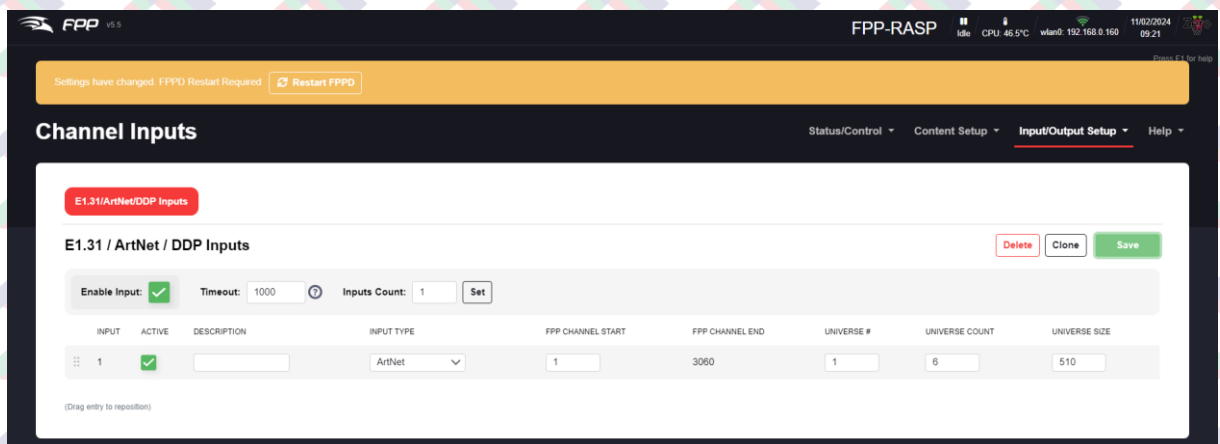 FPP v5.5 FPP-RASP Idle CPU: 46.5°C wlan0: 192.168.0.160 11/02/2024 09:21
Press F1 for help
Settings have changed. FPPD Restart Required Restart FPPD
Channel Inputs Status/Control Content Setup Input/Output Setup Help
E1.31/ArtNet/DDP Inputs
E1.31 / ArtNet / DDP Inputs Delete Clone Save
Enable Input: Timeout: 1000 ? Inputs Count: 1 Set
INPUT ACTIVE DESCRIPTION INPUT TYPE FPP CHANNEL START FPP CHANNEL END UNIVERSE # UNIVERSE COUNT UNIVERSE SIZE
1 ArtNet 1 3060 1 6 510
(Drag entry to reposition)